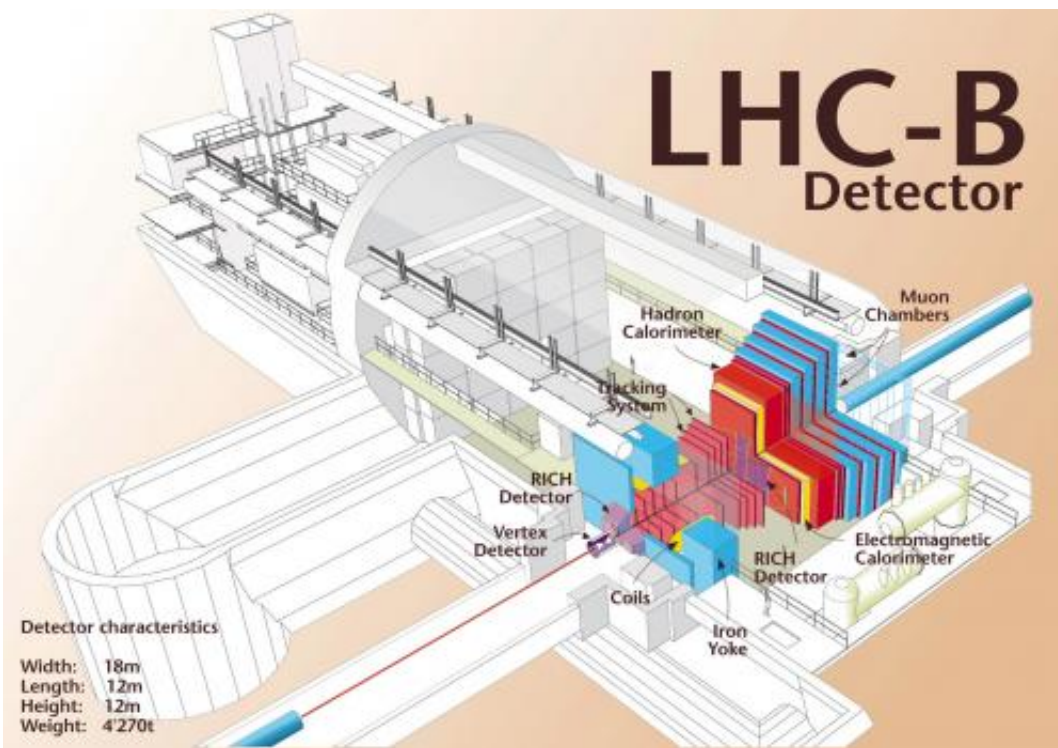 LHC-B
Detector
Muon
Chambers
Hadron
Calorimeter
Tracking
System
RICH
Detector
Vertex
Detector
Coils
Iron
Yoke
RICH
Detector
Electromagnetic
Calorimeter
Detector characteristics
Width: 18m
Length: 12m
Height: 12m
Weight: 4'270t